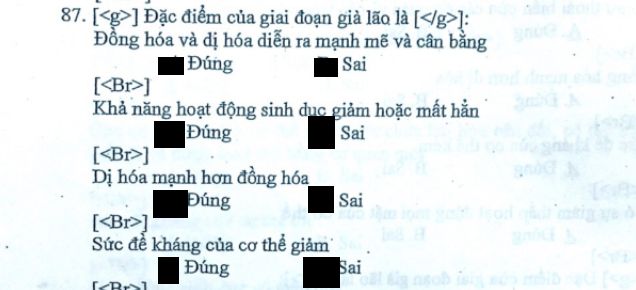 87. [<g>] Đặc điểm của giai đoạn già lão là [</g>]:
Đồng hóa và dị hóa diễn ra mạnh mẽ và cân bằng
Đúng Sai
[<Br>]
Khả năng hoạt động sinh dục giảm hoặc mất hẳn
Đúng Sai
[<Br>]
Dị hóa mạnh hơn đồng hóa
Đúng Sai
[<Br>]
Sức đề kháng của cơ thể giảm
Đúng Sai
[<Br>]